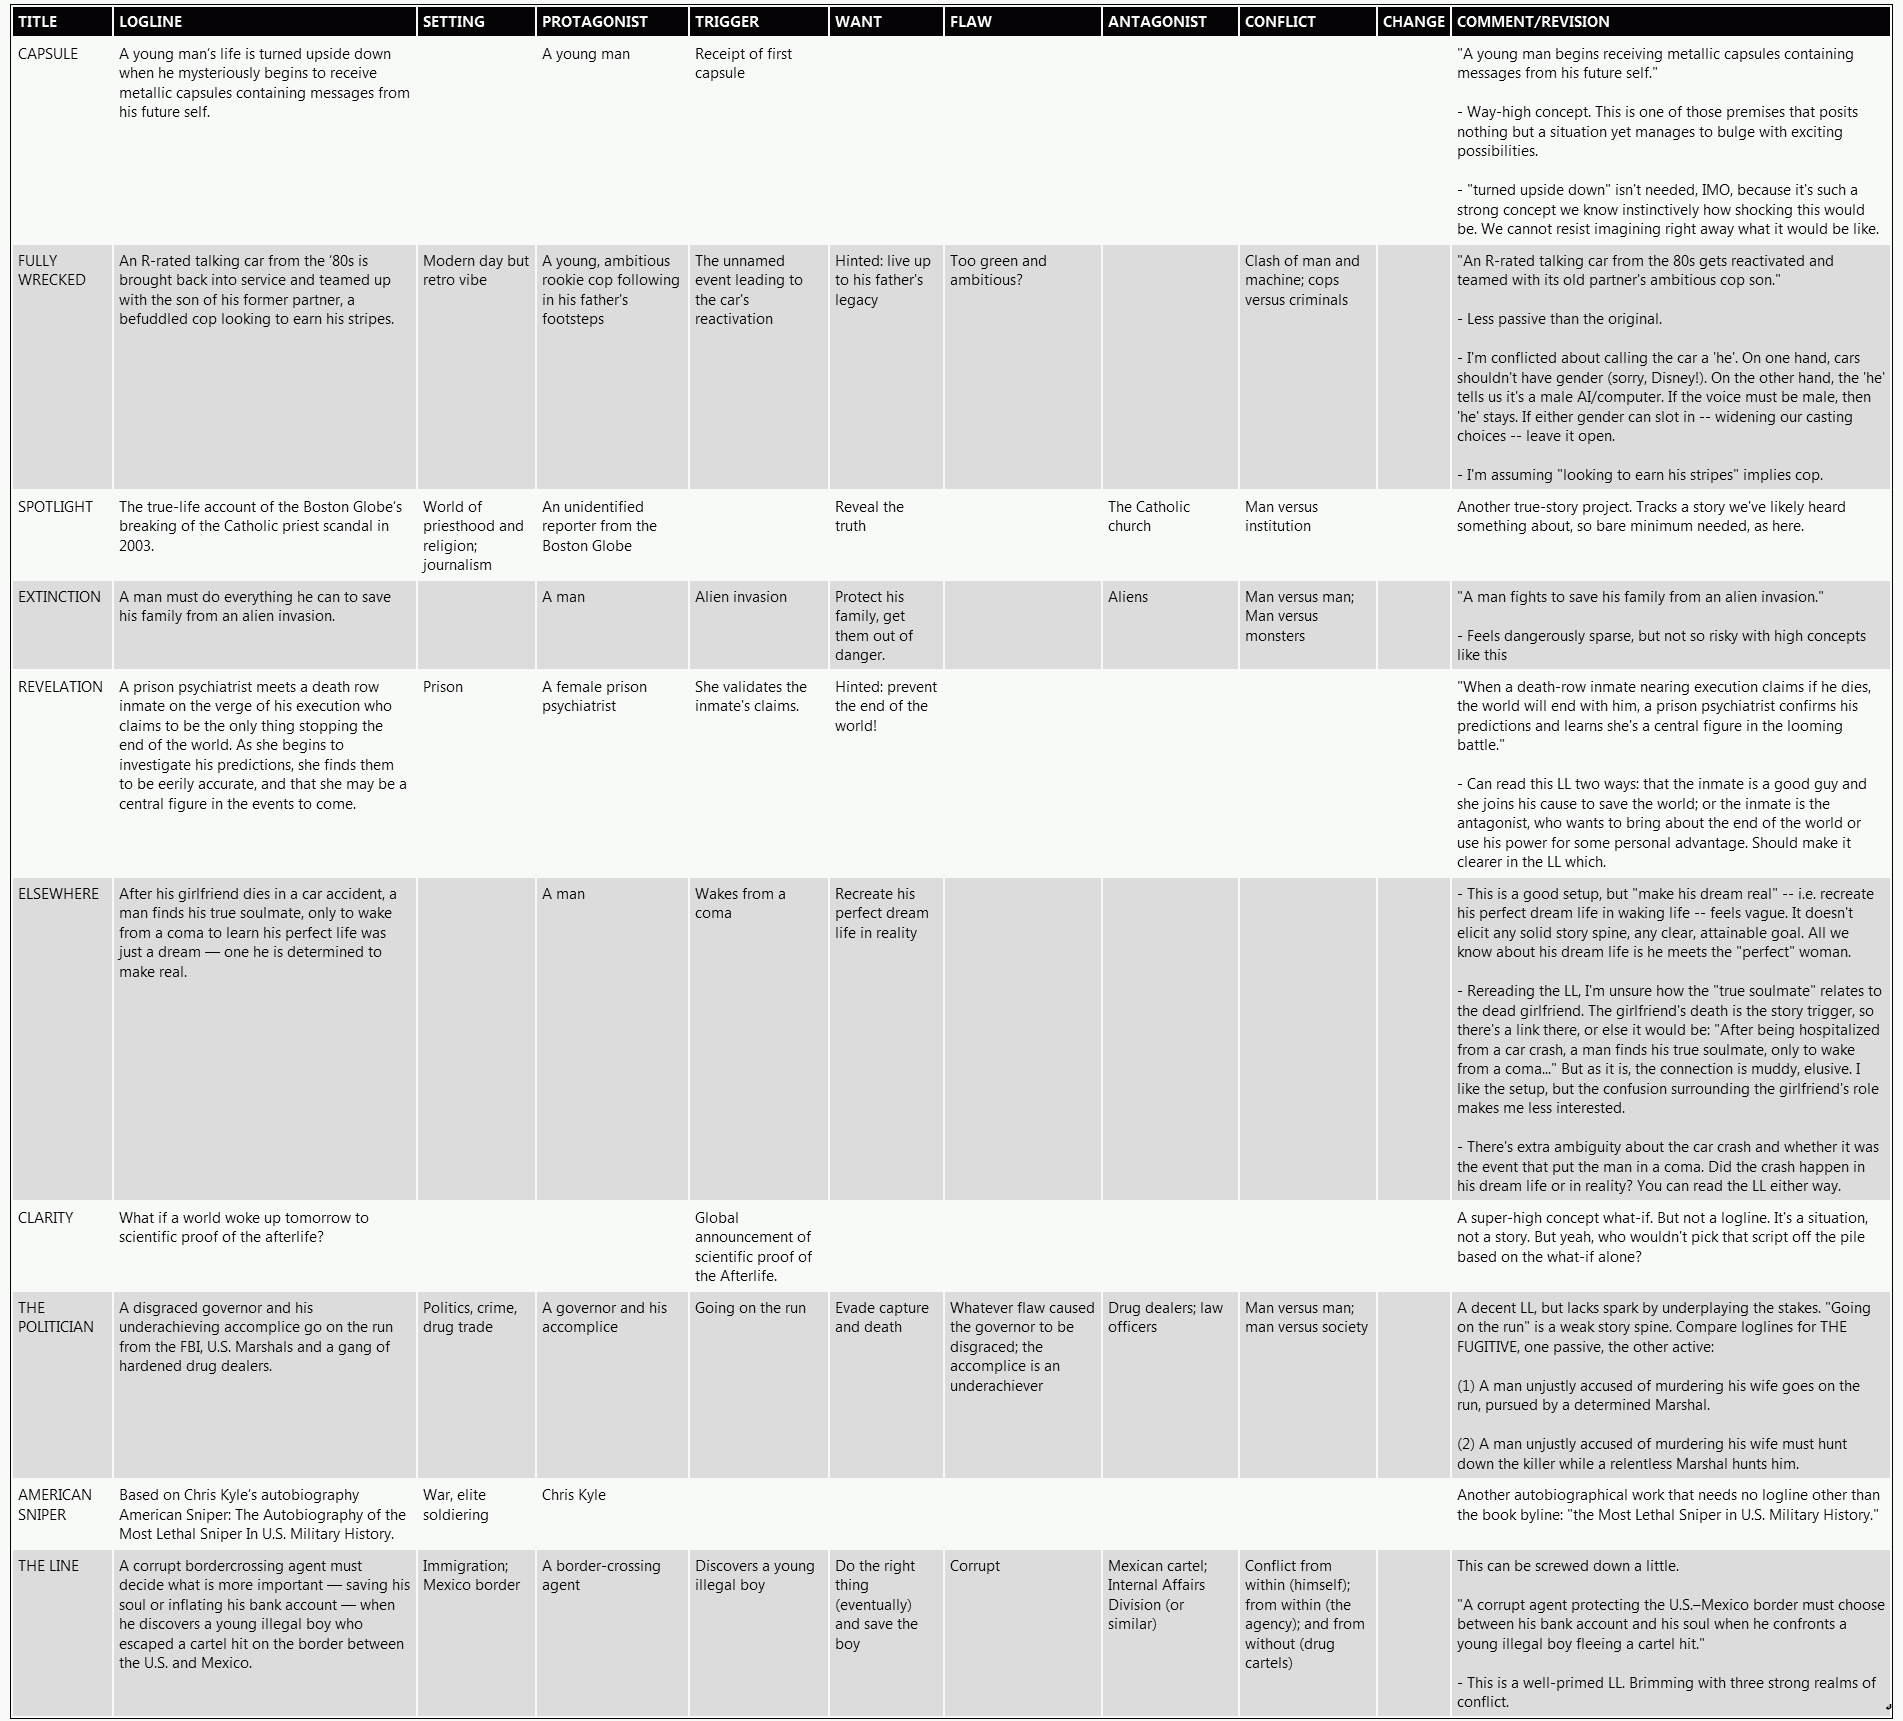 TITLE LOGLINE SETTING PROTAGONIST TRIGGER WANT FLAW ANTAGONIST CONFLICT CHANGE COMMENT/REVISION
CAPSULE
A young man's life is turned upside down
when he mysteriously begins to receive
metallic capsules containing messages from
his future self.
A young man
Receipt of first
capsule
"A young man begins receiving metallic capsules containing
messages from his future self."
- Way-high concept. This is one of those premises that posits
nothing but a situation yet manages to bulge with exciting
possibilities.
- "turned upside down" isn't needed, IMO, because it's such a
strong concept we know instinctively how shocking this would
be. We cannot resist imagining right away what it would be like.
FULLY
WRECKED
An R-rated talking car from the '80s is
brought back into service and teamed up
with the son of his former partner, a
befuddled cop looking to earn his stripes.
Modern day but
retro vibe
A young, ambitious
rookie cop following
in his father's
footsteps
The unnamed
event leading to
the car's
reactivation
Hinted: live up
to his father's
legacy
Too green and
ambitious?
Clash of man and
machine; cops
versus criminals
"An R-rated talking car from the 80s gets reactivated and
teamed with its old partner's ambitious cop son."
- Less passive than the original.
- I'm conflicted about calling the car a 'he'. On one hand, cars
shouldn't have gender (sorry, Disney!). On the other hand, the 'he'
tells us it's a male AI/computer. If the voice must be male, then
'he' stays. If either gender can slot in -- widening our casting
choices -- leave it open.
- I'm assuming "looking to earn his stripes" implies cop.
SPOTLIGHT
The true-life account of the Boston Globe's
breaking of the Catholic priest scandal in
2003.
World of
priesthood and
religion;
journalism
An unidentified
reporter from the
Boston Globe
Reveal the
truth
The Catholic
church
Man versus
institution
Another true-story project. Tracks a story we've likely heard
something about, so bare minimum needed, as here.
EXTINCTION
A man must do everything he can to save
his family from an alien invasion.
A man
Alien invasion
Protect his
family, get
them out of
danger.
Aliens
Man versus man;
Man versus
monsters
"A man fights to save his family from an alien invasion."
- Feels dangerously sparse, but not so risky with high concepts
like this
REVELATION
A prison psychiatrist meets a death row
inmate on the verge of his execution who
claims to be the only thing stopping the
end of the world. As she begins to
investigate his predictions, she finds them
to be eerily accurate, and that she may be a
central figure in the events to come.
Prison
A female prison
psychiatrist
She validates the
inmate's claims.
Hinted: prevent
the end of the
world!
"When a death-row inmate nearing execution claims if he dies,
the world will end with him, a prison psychiatrist confirms his
predictions and learns she's a central figure in the looming
battle."
- Can read this LL two ways: that the inmate is a good guy and
she joins his cause to save the world; or the inmate is the
antagonist, who wants to bring about the end of the world or
use his power for some personal advantage. Should make it
clearer in the LL which.
ELSEWHERE
After his girlfriend dies in a car accident, a
man finds his true soulmate, only to wake
from a coma to learn his perfect life was
just a dream — one he is determined to
make real.
A man
Wakes from a
coma
Recreate his
perfect dream
life in reality
- This is a good setup, but "make his dream real" -- i.e. recreate
his perfect dream life in waking life -- feels vague. It doesn't
elicit any solid story spine, any clear, attainable goal. All we
know about his dream life is he meets the "perfect" woman.
- Rereading the LL, I'm unsure how the "true soulmate" relates to
the dead girlfriend. The girlfriend's death is the story trigger, so
there's a link there, or else it would be: "After being hospitalized
from a car crash, a man finds his true soulmate, only to wake
from a coma..." But as it is, the connection is muddy, elusive. I
like the setup, but the confusion surrounding the girlfriend's role
makes me less interested.
- There's extra ambiguity about the car crash and whether it was
the event that put the man in a coma. Did the crash happen in
his dream life or in reality? You can read the LL either way.
CLARITY
What if a world woke up tomorrow to
scientific proof of the afterlife?
Global
announcement of
scientific proof of
the Afterlife.
A super-high concept what-if. But not a logline. It's a situation,
not a story. But yeah, who wouldn't pick that script off the pile
based on the what-if alone?
THE
POLITICIAN
A disgraced governor and his
underachieving accomplice go on the run
from the FBI, U.S. Marshals and a gang of
hardened drug dealers.
Politics, crime,
drug trade
A governor and his
accomplice
Going on the run
Evade capture
and death
Whatever flaw caused
the governor to be
disgraced; the
accomplice is an
underachiever
Drug dealers; law
officers
Man versus man;
man versus society
A decent LL, but lacks spark by underplaying the stakes. "Going
on the run" is a weak story spine. Compare loglines for THE
FUGITIVE, one passive, the other active:
(1) A man unjustly accused of murdering his wife goes on the
run, pursued by a determined Marshal.
(2) A man unjustly accused of murdering his wife must hunt
down the killer while a relentless Marshal hunts him.
AMERICAN
SNIPER
Based on Chris Kyle's autobiography
American Sniper: The Autobiography of the
Most Lethal Sniper In U.S. Military History.
War, elite
soldiering
Chris Kyle
Another autobiographical work that needs no logline other than
the book byline: "the Most Lethal Sniper in U.S. Military History."
THE LINE
A corrupt bordercrossing agent must
decide what is more important — saving his
soul or inflating his bank account — when
he discovers a young illegal boy who
escaped a cartel hit on the border between
the U.S. and Mexico.
Immigration;
Mexico border
A border-crossing
agent
Discovers a young
illegal boy
Do the right
thing
(eventually)
and save the
boy
Corrupt
Mexican cartel;
Internal Affairs
Division (or
similar)
Conflict from
within (himself);
from within (the
agency); and from
without (drug
cartels)
This can be screwed down a little.
"A corrupt agent protecting the U.S.–Mexico border must choose
between his bank account and his soul when he confronts a
young illegal boy fleeing a cartel hit."
- This is a well-primed LL. Brimming with three strong realms of
conflict.